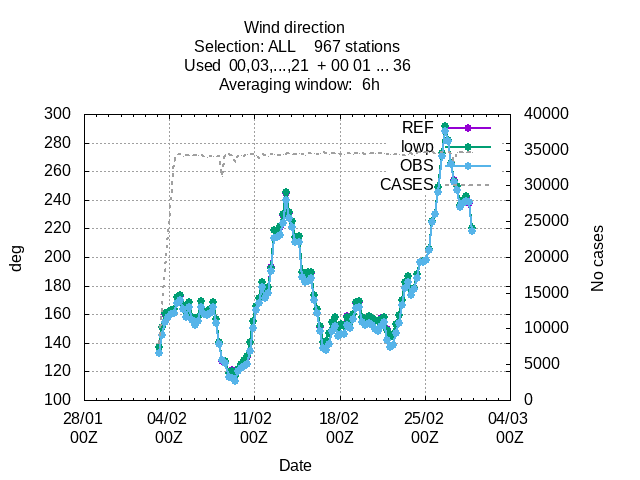 Wind direction
Selection: ALL    967 stations
Used  00,03,...,21  + 00 01 ... 36
Averaging window:  6h
300
280
260
240
220
200
180
160
140
120
100
deg
40000
35000
30000
25000
20000
15000
10000
5000
0
No cases
REF
lowp
OBS
CASES
28/01 04/02 11/02 18/02 25/02 04/03
00Z 00Z 00Z 00Z 00Z 00Z
Date